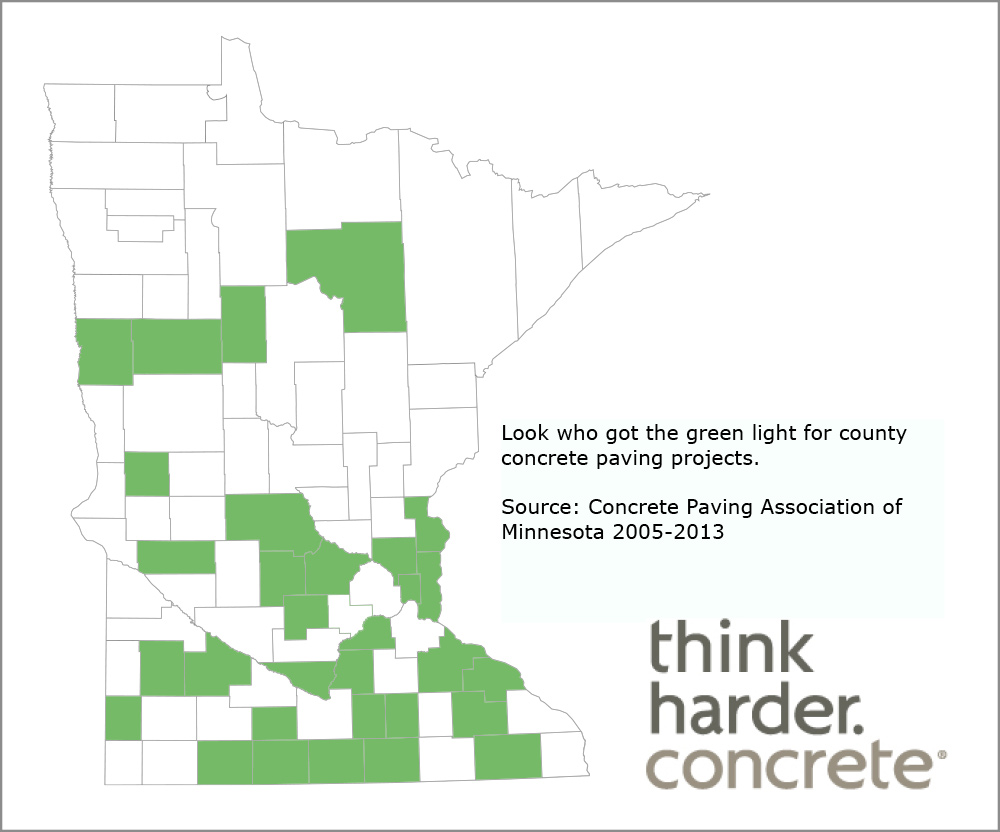 Look who got the green light for county
concrete paving projects.
Source: Concrete Paving Association of
Minnesota 2005-2013
think
harder.
concrete®